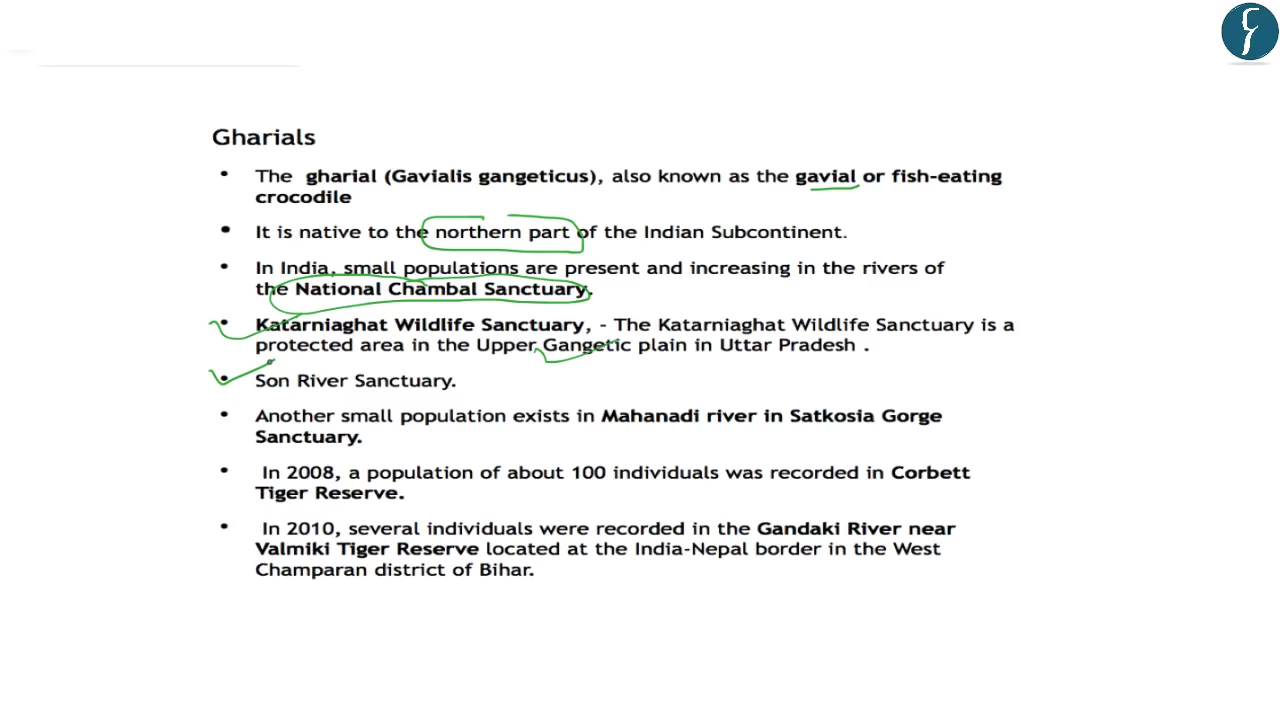 Gharials
• The gharial (Gavialis gangeticus), also known as the gavial or fish-eating
crocodile
• It is native to the northern part of the Indian Subcontinent.
• In India, small populations are present and increasing in the rivers of
the National Chambal Sanctuary.
• Katarniaghat Wildlife Sanctuary, - The Katarniaghat Wildlife Sanctuary is a
protected area in the Upper Gangetic plain in Uttar Pradesh .
• Son River Sanctuary.
• Another small population exists in Mahanadi river in Satkosia Gorge
Sanctuary.
• In 2008, a population of about 100 individuals was recorded in Corbett
Tiger Reserve.
• In 2010, several individuals were recorded in the Gandaki River near
Valmiki Tiger Reserve located at the India-Nepal border in the West
Champaran district of Bihar.